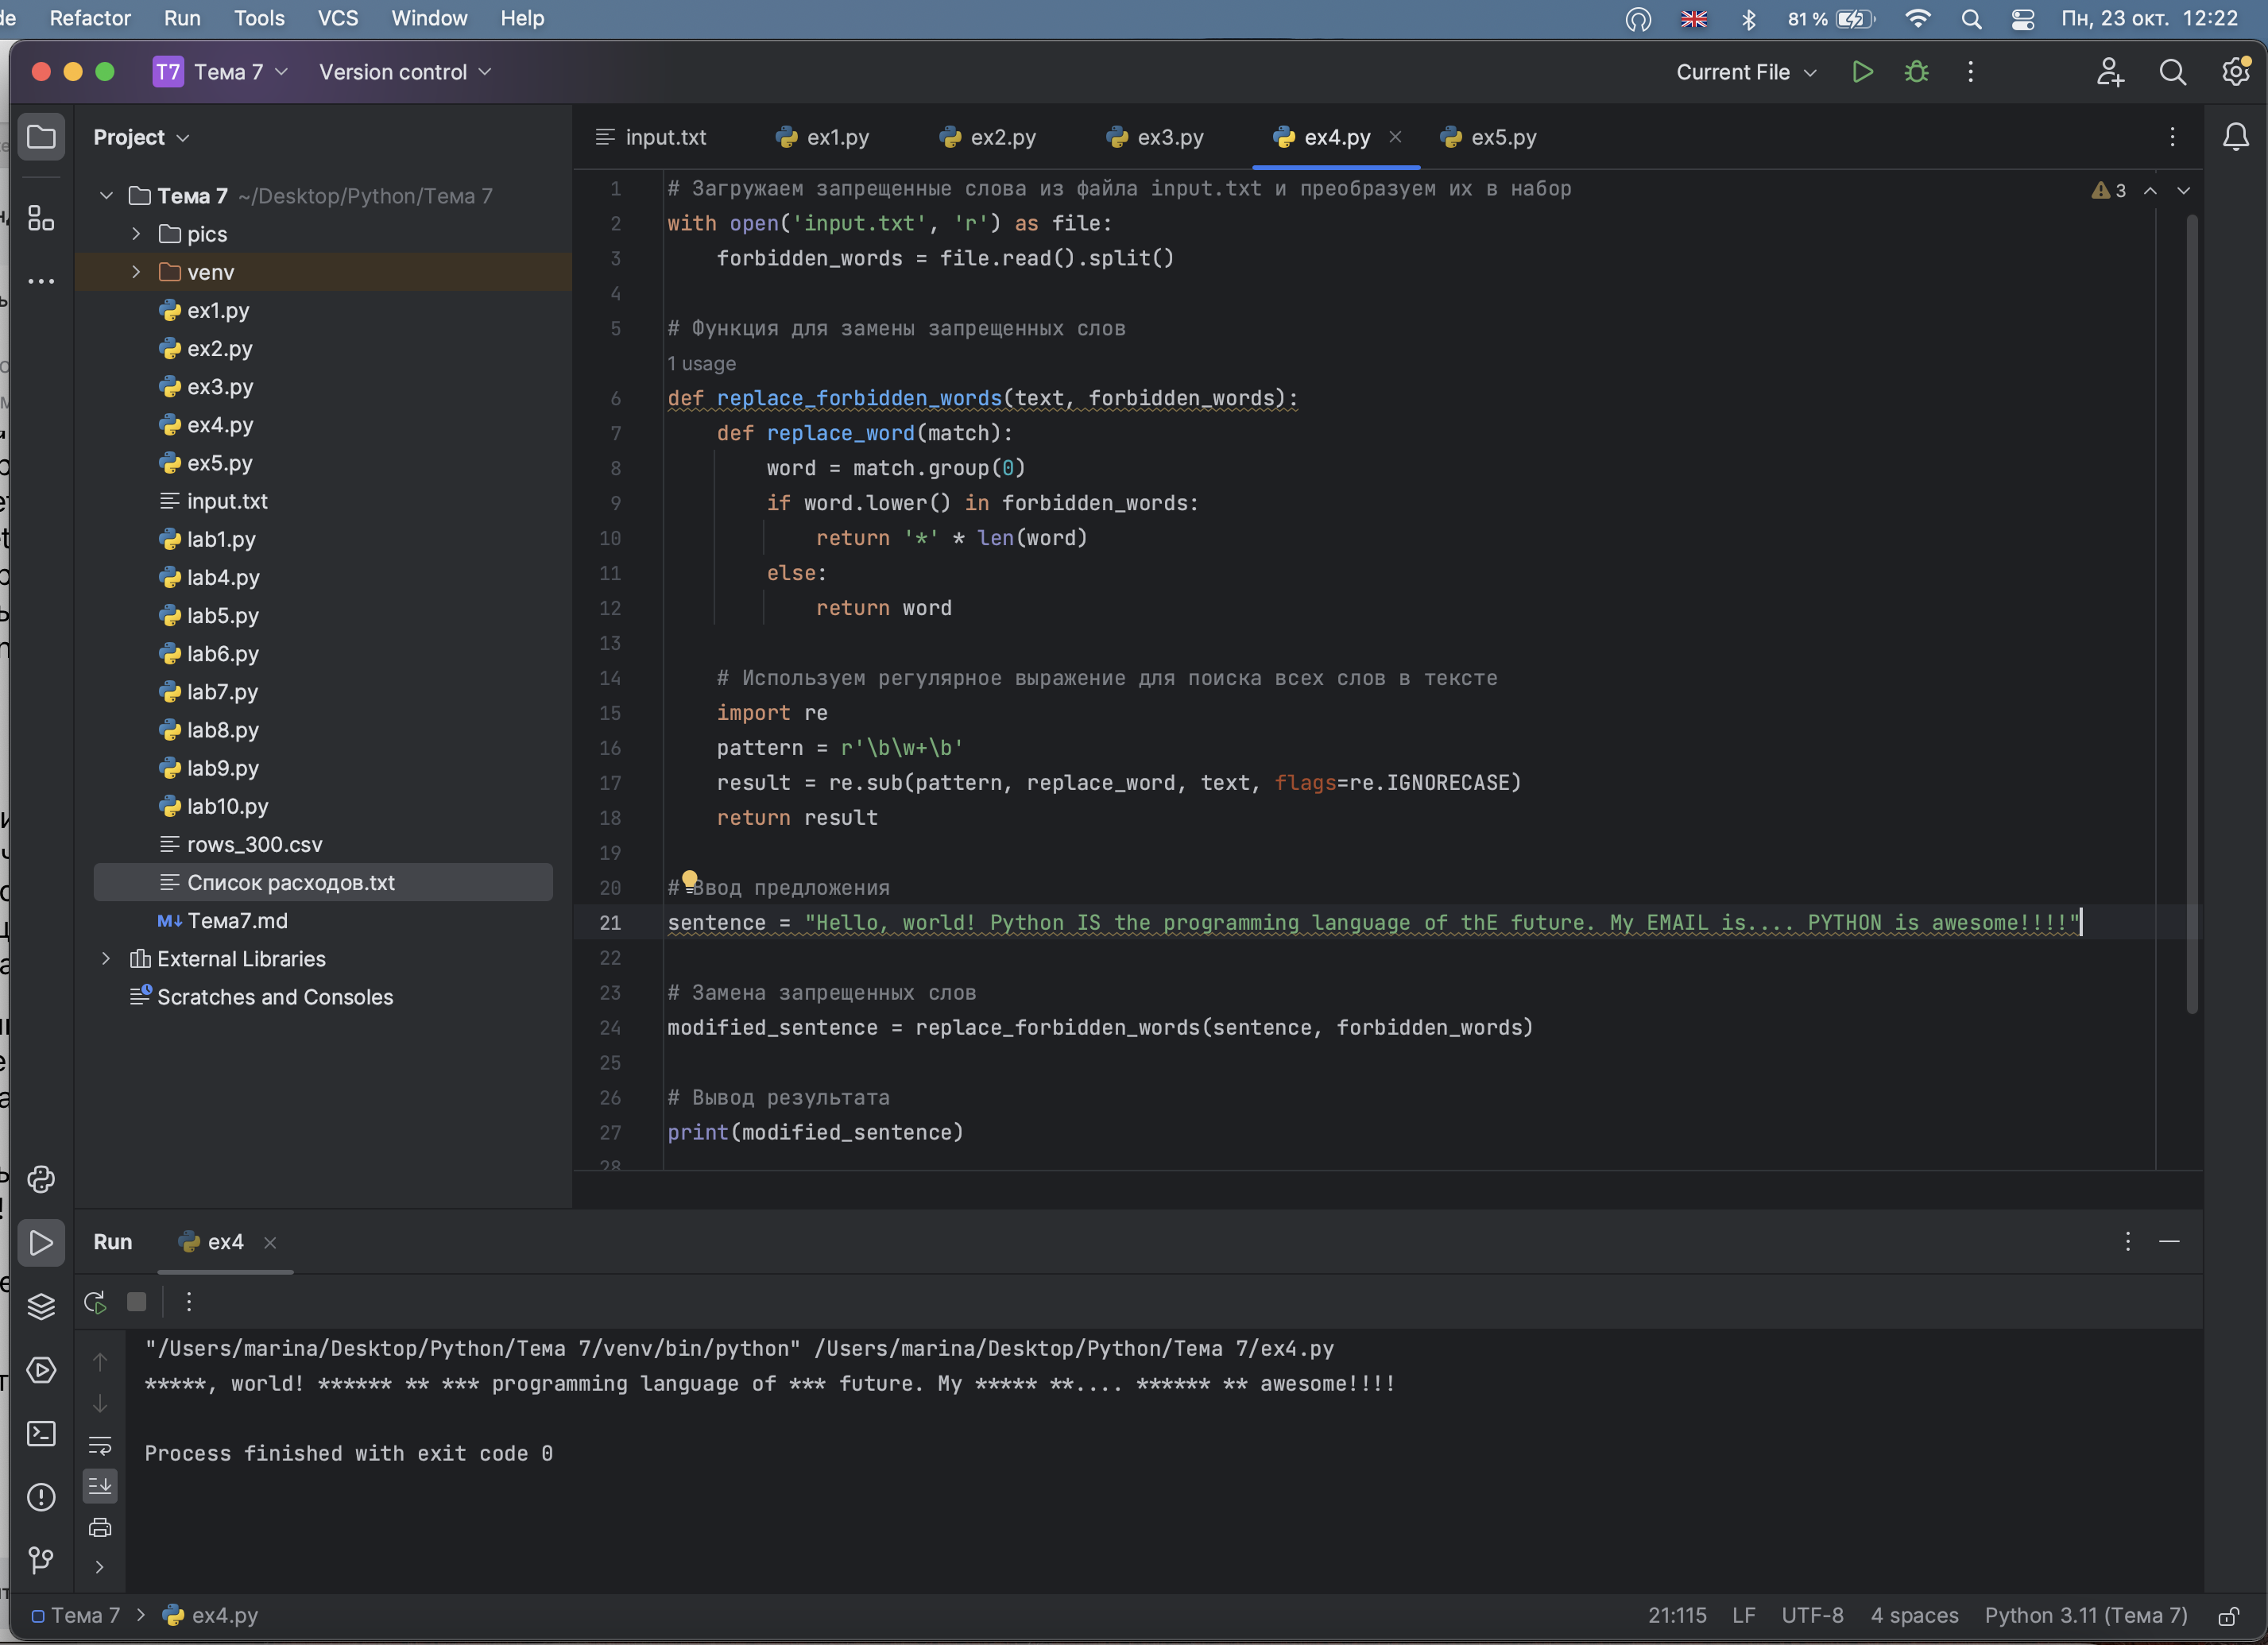 Refactor Run Tools VCS Window Help 81 % Пн, 23 окт. 12:22
T7 Тема 7 Version control Current File
Project
Тема 7 ~/Desktop/Python/Тема 7
pics
venv
ex1.py
ex2.py
ex3.py
ex4.py
ex5.py
input.txt
lab1.py
lab4.py
lab5.py
lab6.py
lab7.py
lab8.py
lab9.py
lab10.py
rows_300.csv
Список расходов.txt
M↓ Тема7.md
External Libraries
Scratches and Consoles
input.txt ex1.py ex2.py ex3.py ex4.py ex5.py
3
1 # Загружаем запрещенные слова из файла input.txt и преобразуем их в набор
2 with open('input.txt', 'r') as file:
3 forbidden_words = file.read().split()
4
5 # Функция для замены запрещенных слов
1 usage
6 def replace_forbidden_words(text, forbidden_words):
7 def replace_word(match):
8 word = match.group(0)
9 if word.lower() in forbidden_words:
10 return '*' * len(word)
11 else:
12 return word
13
14 # Используем регулярное выражение для поиска всех слов в тексте
15 import re
16 pattern = r'\b\w+\b'
17 result = re.sub(pattern, replace_word, text, flags=re.IGNORECASE)
18 return result
19
20 # Ввод предложения
21 sentence = "Hello, world! Python IS the programming language of thE future. My EMAIL is.... PYTHON is awesome!!!!"
22
23 # Замена запрещенных слов
24 modified_sentence = replace_forbidden_words(sentence, forbidden_words)
25
26 # Вывод результата
27 print(modified_sentence)
28
Run ex4
"/Users/marina/Desktop/Python/Тема 7/venv/bin/python" /Users/marina/Desktop/Python/Тема 7/ex4.py
*****, world! ****** ** *** programming language of *** future. My ***** **.... ****** ** awesome!!!!
Process finished with exit code 0
Тема 7 ex4.py 21:115 LF UTF-8 4 spaces Python 3.11 (Тема 7)